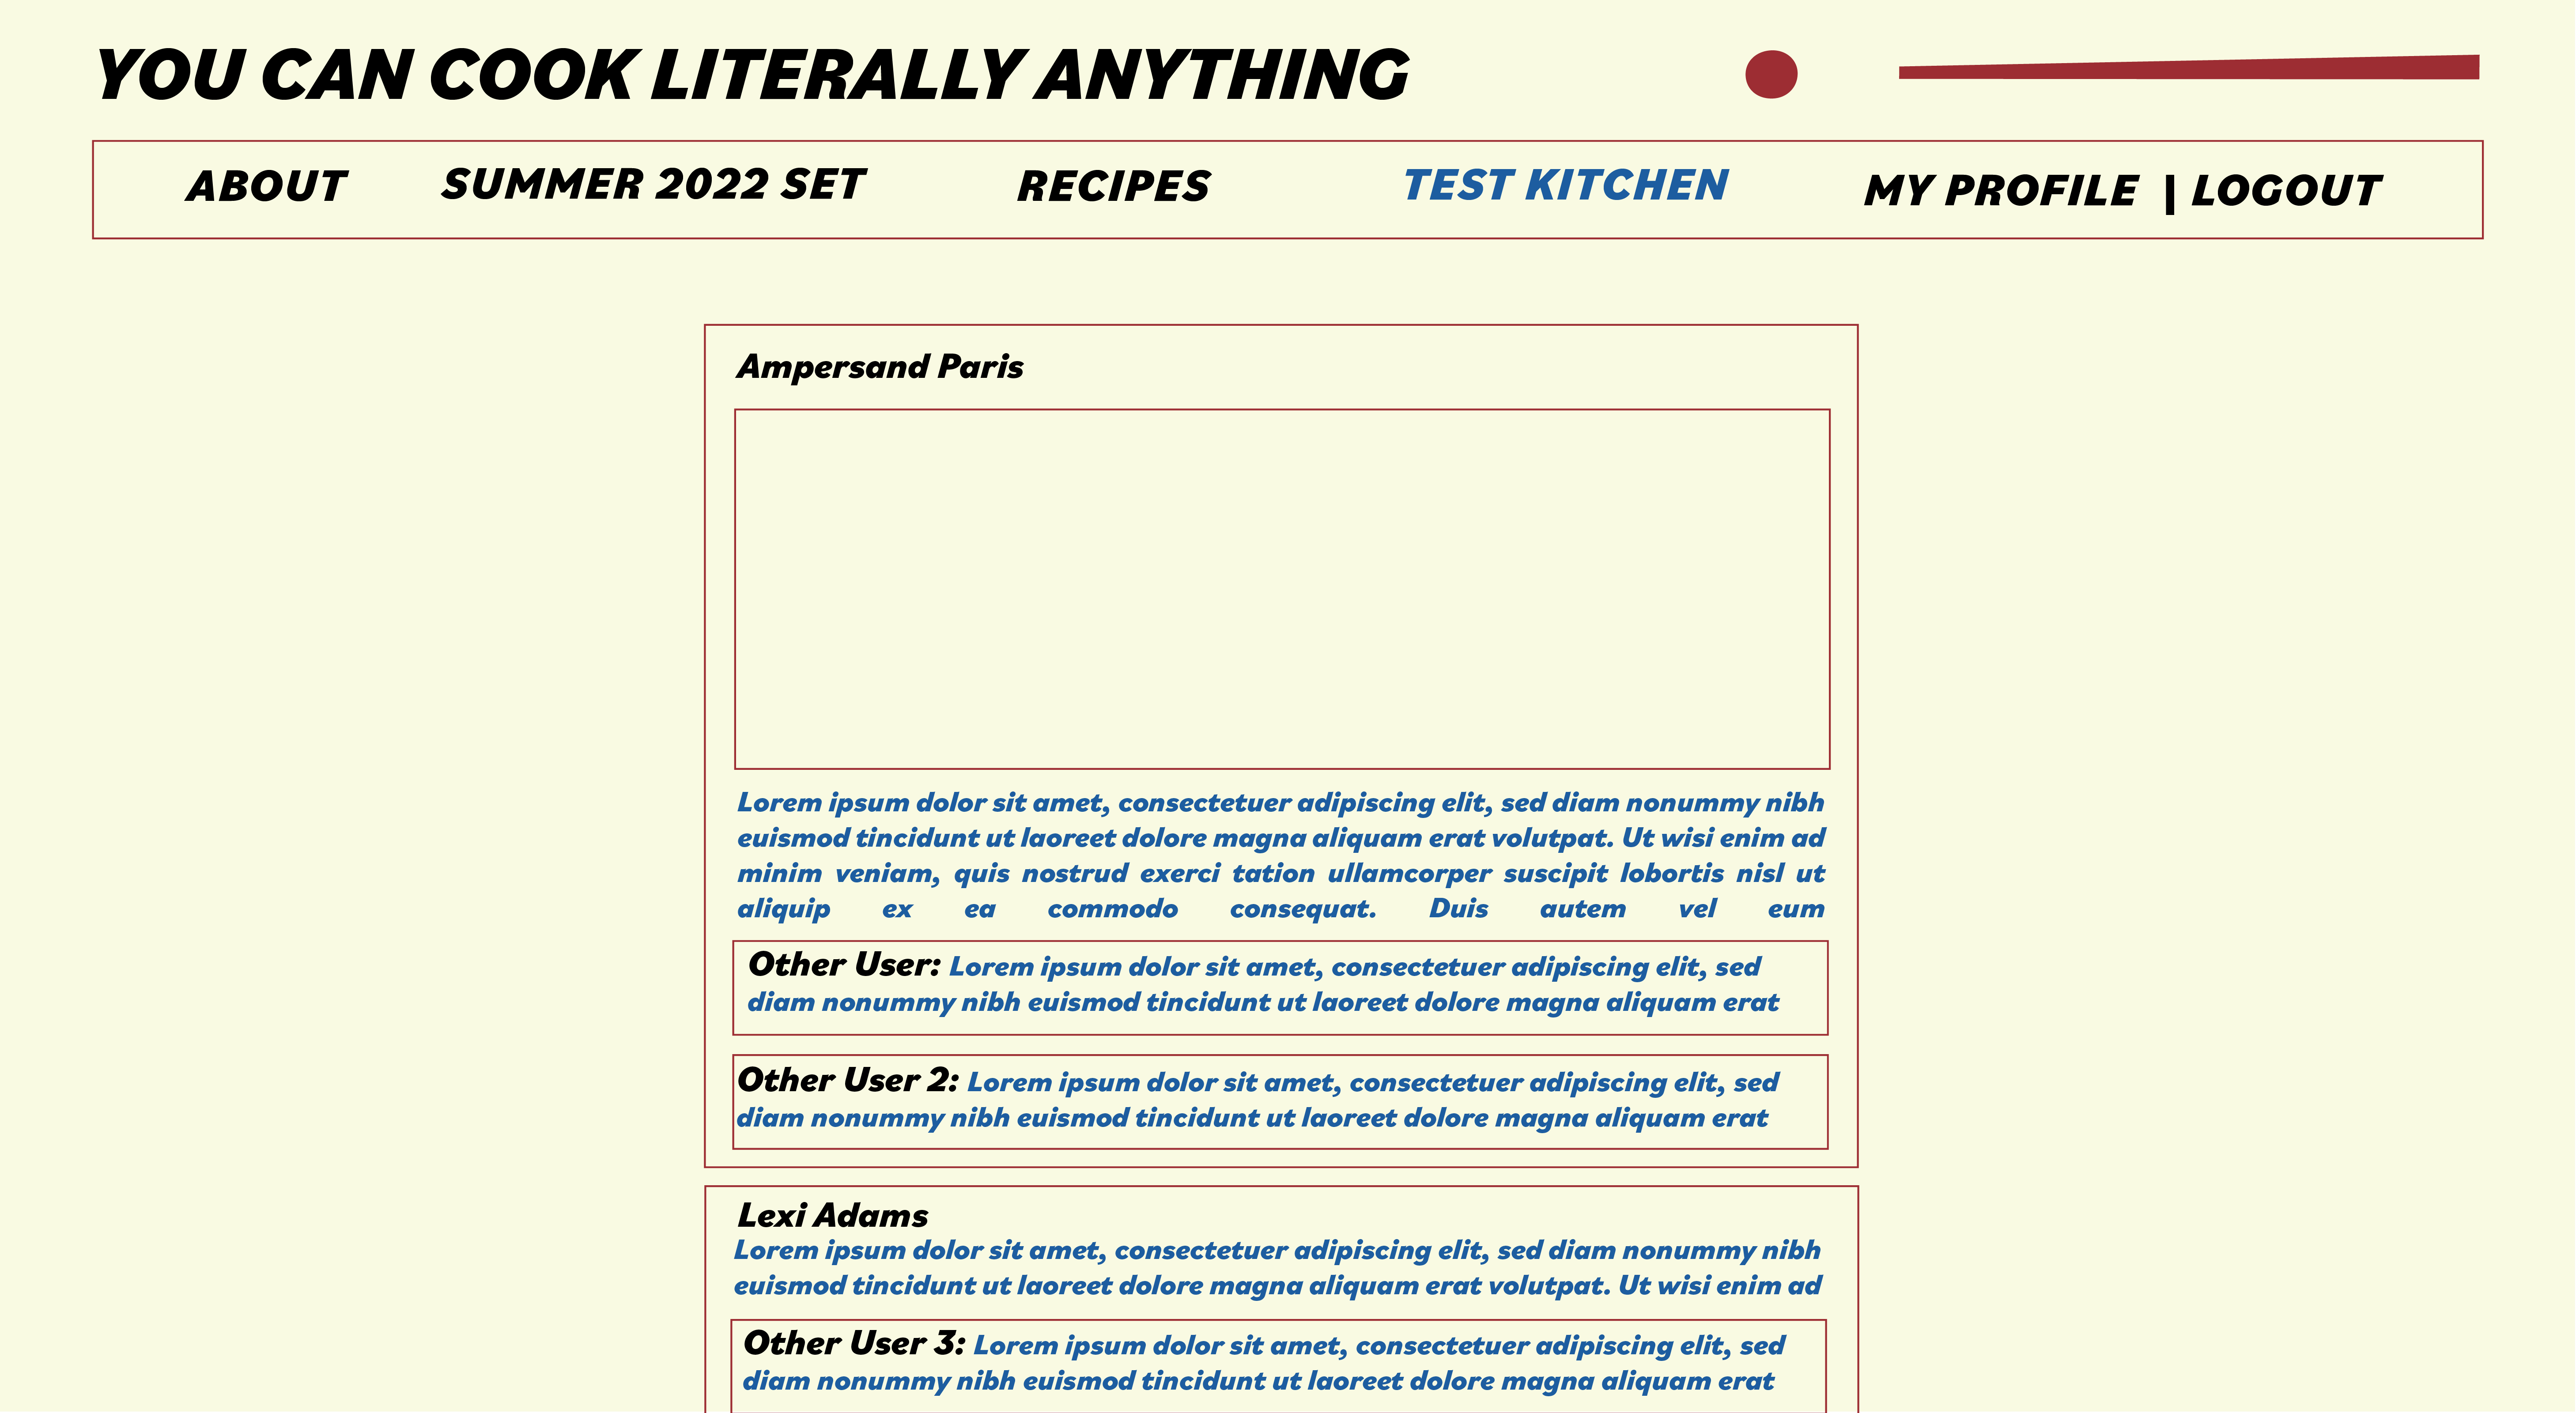 YOU CAN COOK LITERALLY ANYTHING
ABOUT SUMMER 2022 SET RECIPES TEST KITCHEN MY PROFILE | LOGOUT
Ampersand Paris
Lorem ipsum dolor sit amet, consectetuer adipiscing elit, sed diam nonummy nibh
euismod tincidunt ut laoreet dolore magna aliquam erat volutpat. Ut wisi enim ad
minim veniam, quis nostrud exerci tation ullamcorper suscipit lobortis nisl ut
aliquip ex ea commodo consequat. Duis autem vel eum
Other User: Lorem ipsum dolor sit amet, consectetuer adipiscing elit, sed
diam nonummy nibh euismod tincidunt ut laoreet dolore magna aliquam erat
Other User 2: Lorem ipsum dolor sit amet, consectetuer adipiscing elit, sed
diam nonummy nibh euismod tincidunt ut laoreet dolore magna aliquam erat
Lexi Adams
Lorem ipsum dolor sit amet, consectetuer adipiscing elit, sed diam nonummy nibh
euismod tincidunt ut laoreet dolore magna aliquam erat volutpat. Ut wisi enim ad
Other User 3: Lorem ipsum dolor sit amet, consectetuer adipiscing elit, sed
diam nonummy nibh euismod tincidunt ut laoreet dolore magna aliquam erat